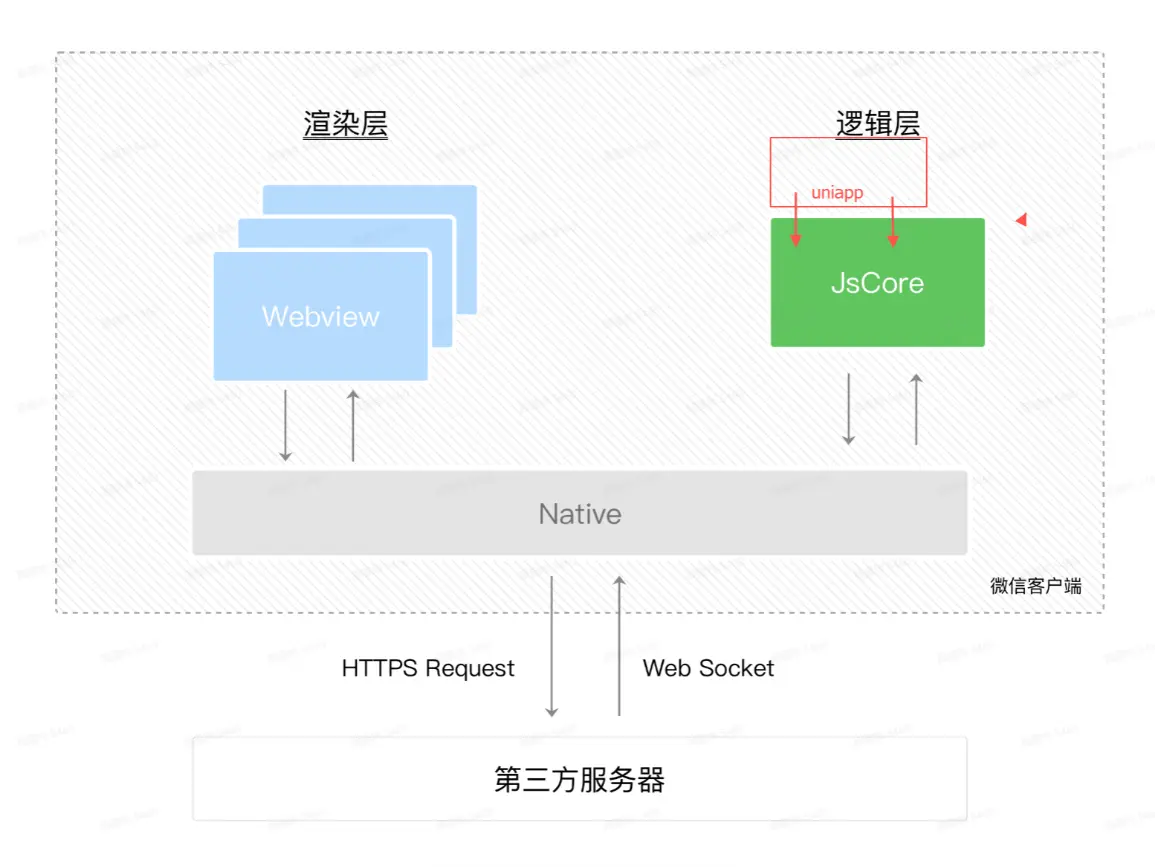 渲染层
逻辑层
uniapp
Webview
JsCore
Native
微信客户端
HTTPS Request
Web Socket
第三方服务器